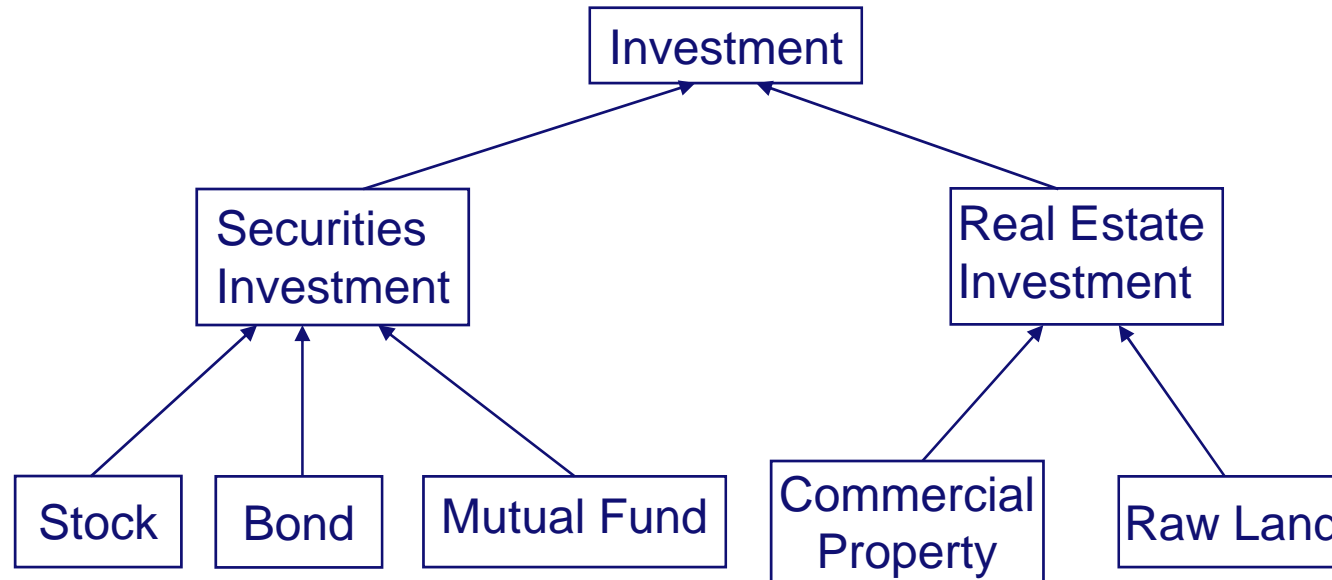 Investment
Securities
Investment
Real Estate
Investment
Stock
Bond
Mutual Fund
Commercial
Property
Raw Land